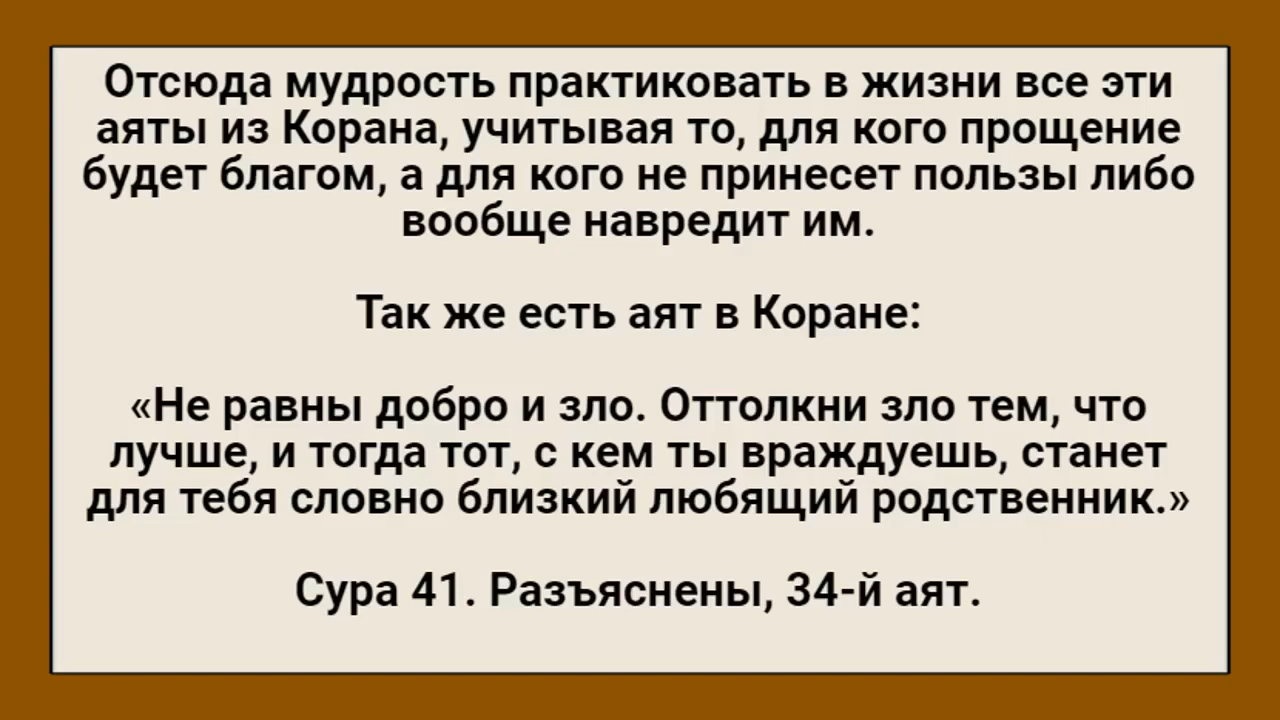 Отсюда мудрость практиковать в жизни все эти
аяты из Корана, учитывая то, для кого прощение
будет благом, а для кого не принесет пользы либо
вообще навредит им.
Так же есть аят в Коране:
«Не равны добро и зло. Оттолкни зло тем, что
лучше, и тогда тот, с кем ты враждуешь, станет
для тебя словно близкий любящий родственник.»
Сура 41. Разъяснены, 34-й аят.